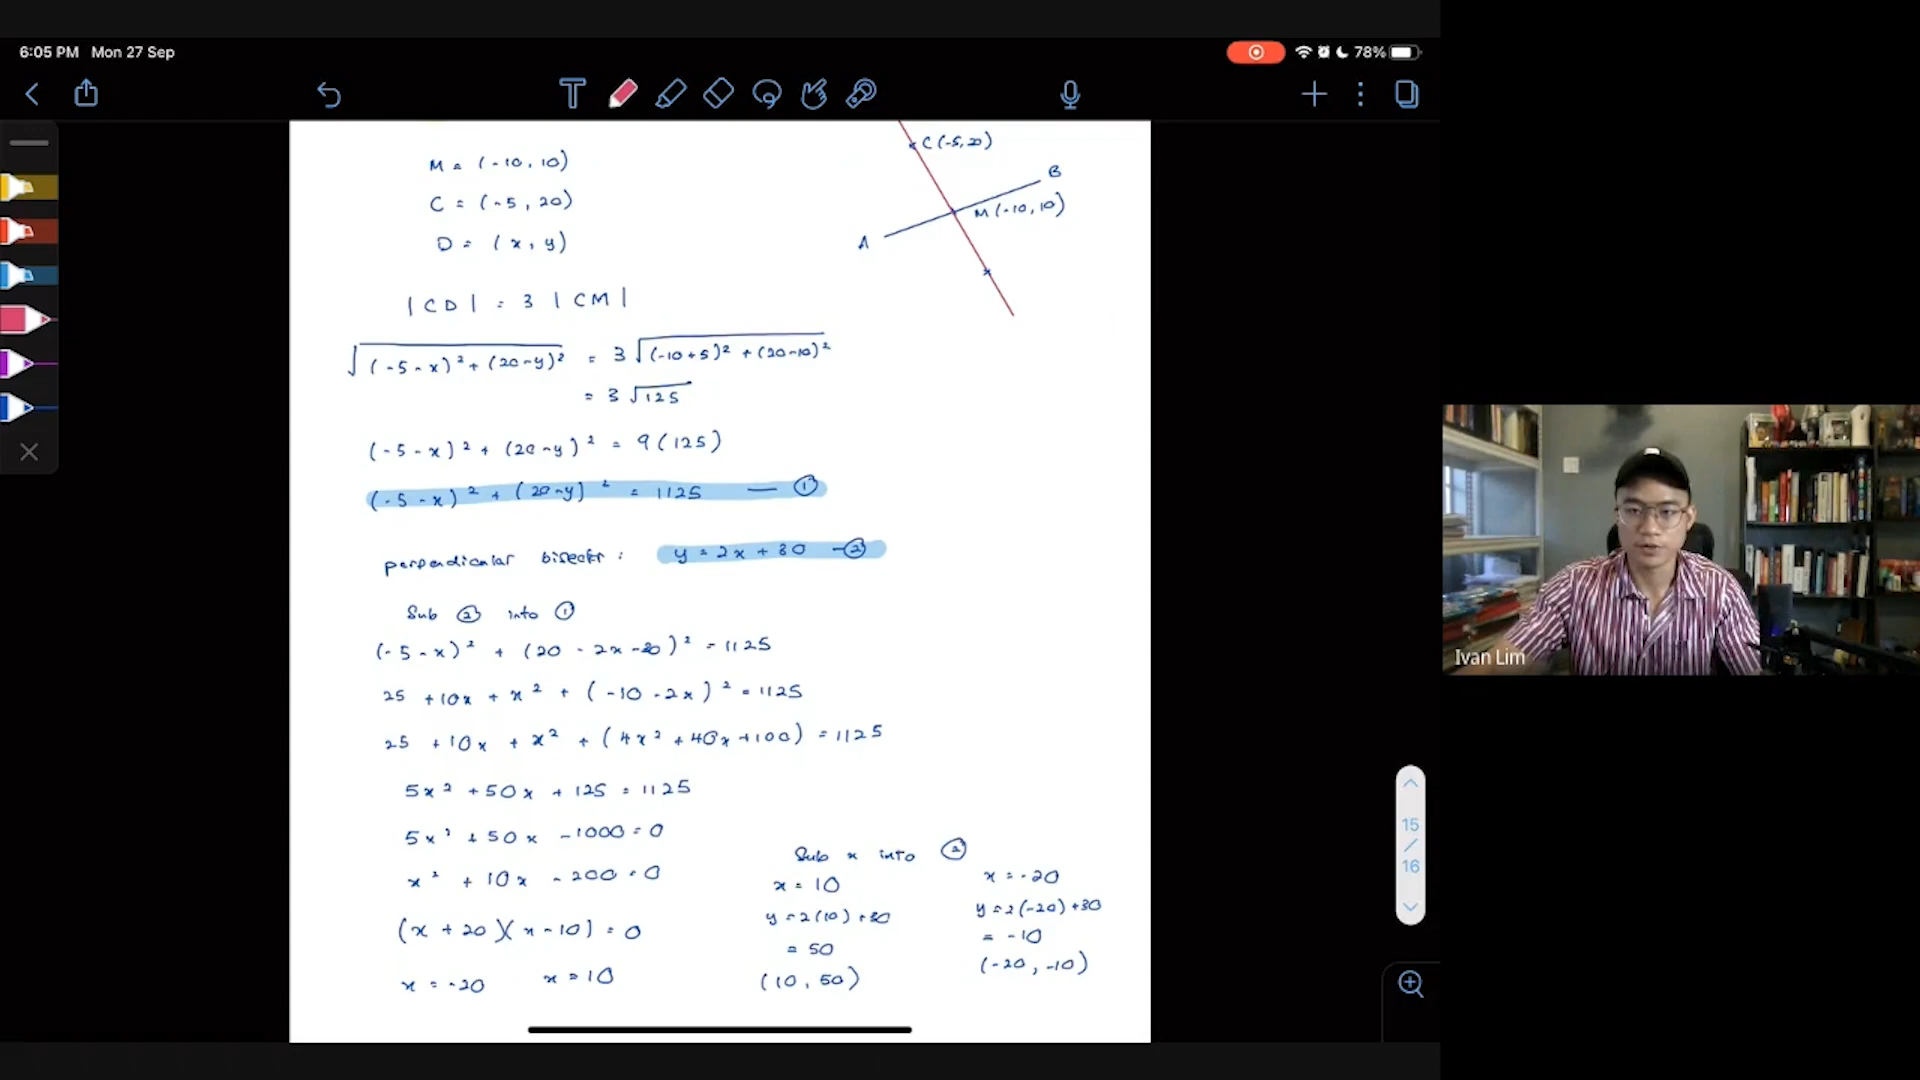 6:05 PM Mon 27 Sep
78%
M = (-10, 10)
C = (-5, 20)
D = (x, y)
C(-5, 20)
B
M(-10, 10)
A
|CD| = 3 |CM|
√((-5-x)² + (20-y)²) = 3 √((-10+5)² + (20-10)²)
= 3 √125
(-5-x)² + (20-y)² = 9(125)
(-5-x)² + (20-y)² = 1125 — ①
perpendicular bisector : y = 2x + 30 — ②
Sub ② into ①
(-5-x)² + (20 - 2x - 30)² = 1125
25 + 10x + x² + (-10 - 2x)² = 1125
25 + 10x + x² + (4x² + 40x + 100) = 1125
5x² + 50x + 125 = 1125
5x² + 50x - 1000 = 0
x² + 10x - 200 = 0
(x + 20)(x - 10) = 0
x = -20 x = 10
Sub x into ②
x = 10
y = 2(10) + 30
= 50
(10, 50)
x = -20
y = 2(-20) + 30
= -10
(-20, -10)
15
/
16
Ivan Lim